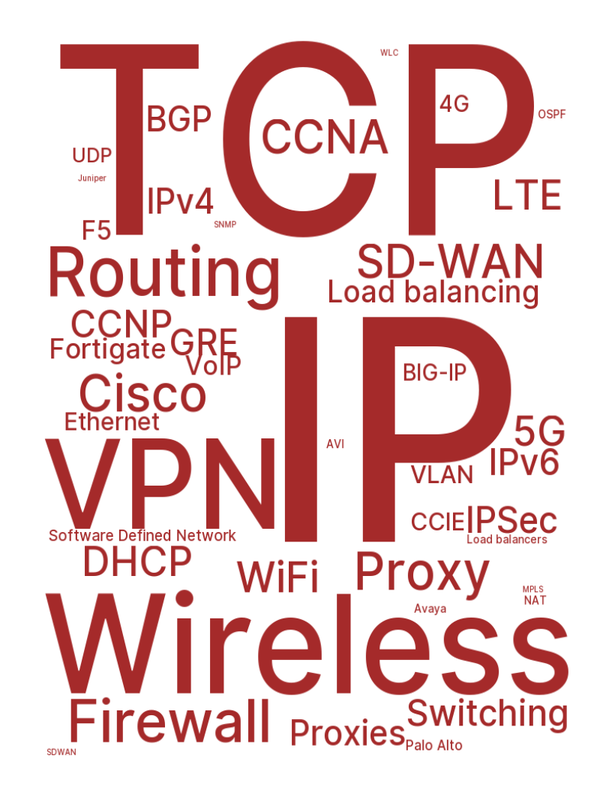 TCP
WLC
4G
BGP
OSPF
CCNA
UDP
Juniper
LTE
IPv4
SNMP
F5
Routing
SD-WAN
Load balancing
CCNP
GRE
Fortigate
VoIP
IP
BIG-IP
Cisco
Ethernet
5G
AVI
IPv6
VPN
VLAN
CCIE
IPSec
Software Defined Network
Load balancers
DHCP
WiFi
Proxy
MPLS
NAT
Avaya
Wireless
Firewall
Switching
Proxies
Palo Alto
SDWAN